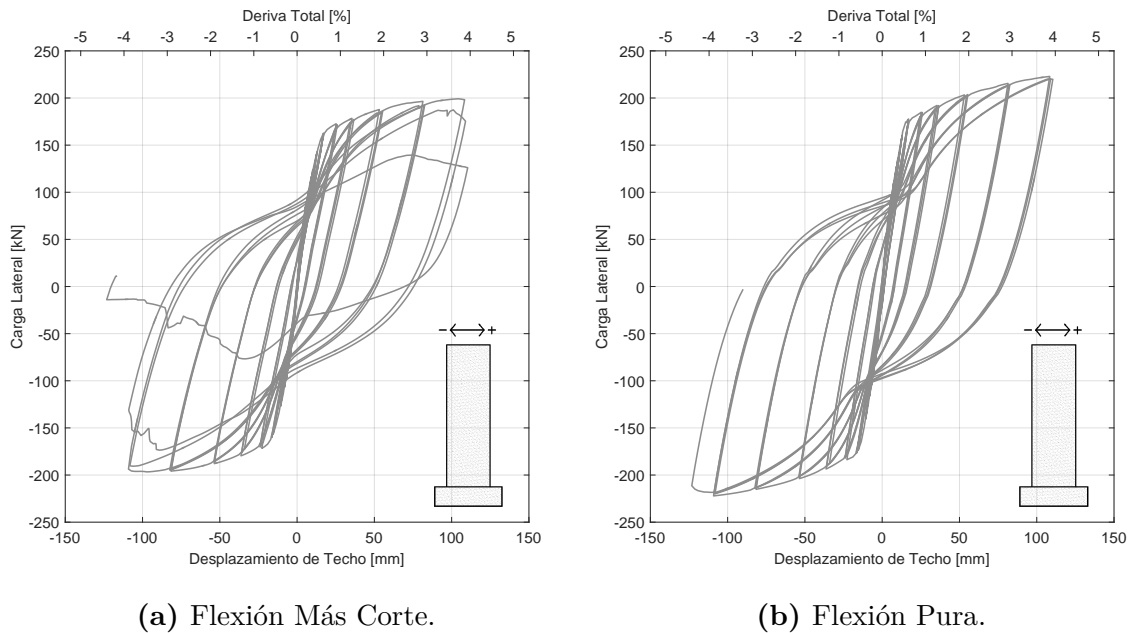 Deriva Total [%]
-5 -4 -3 -2 -1 0 1 2 3 4 5
250
200
150
100
50
0
-50
-100
-150
-200
-250
Carga Lateral [kN]
- +
-150 -100 -50 0 50 100 150
Desplazamiento de Techo [mm]
(a) Flexión Más Corte.
Deriva Total [%]
-5 -4 -3 -2 -1 0 1 2 3 4 5
250
200
150
100
50
0
-50
-100
-150
-200
-250
Carga Lateral [kN]
- +
-150 -100 -50 0 50 100 150
Desplazamiento de Techo [mm]
(b) Flexión Pura.